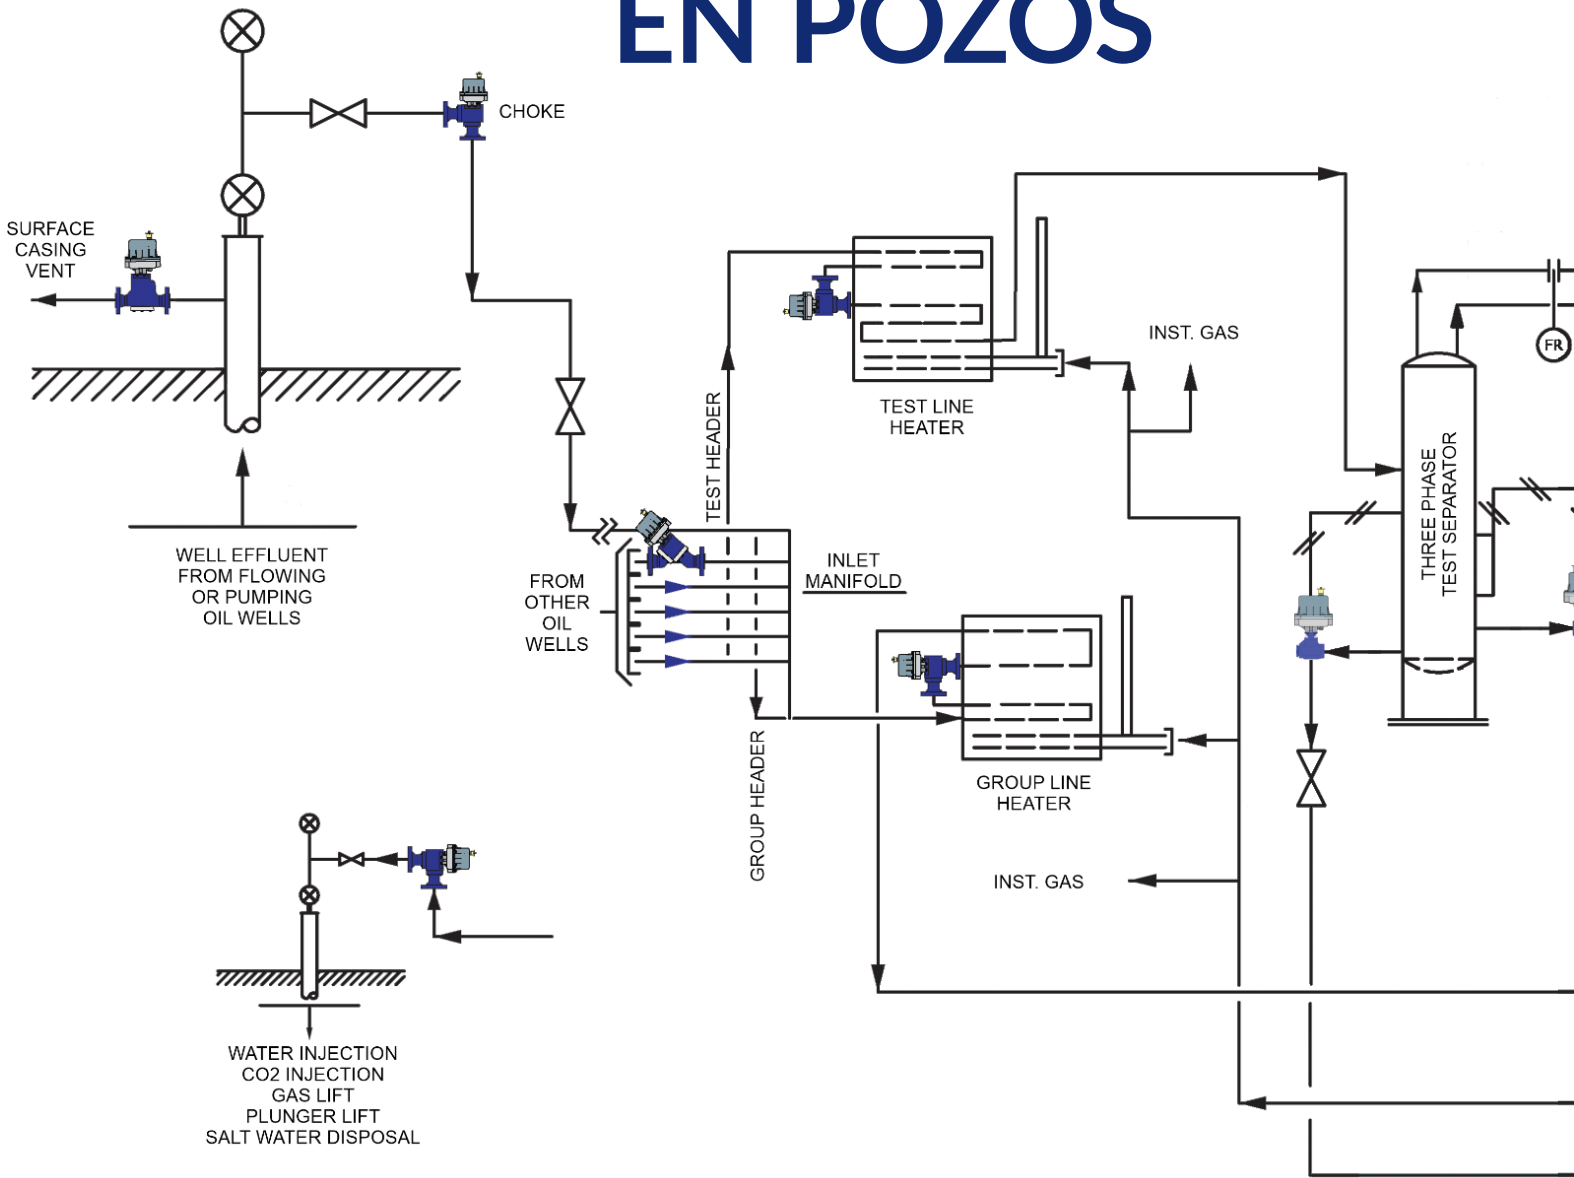 EN POZOS
CHOKE
SURFACE
CASING
VENT
INST. GAS
FR
TEST LINE
HEATER
TEST HEADER
THREE PHASE
TEST SEPARATOR
WELL EFFLUENT
FROM FLOWING
OR PUMPING
OIL WELLS
FROM
OTHER
OIL
WELLS
INLET
MANIFOLD
GROUP HEADER
GROUP LINE
HEATER
INST. GAS
WATER INJECTION
CO2 INJECTION
GAS LIFT
PLUNGER LIFT
SALT WATER DISPOSAL